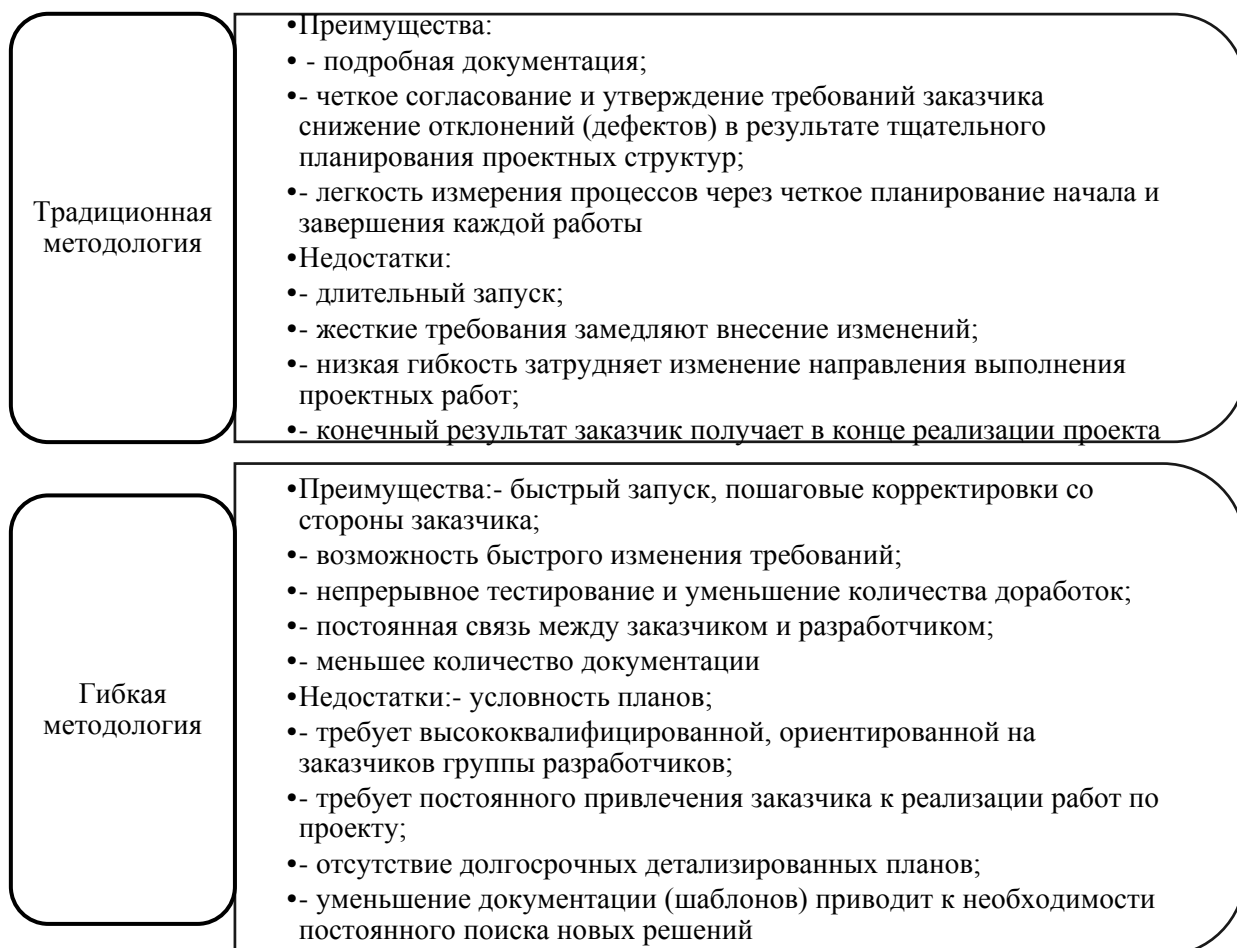 Традиционная
методология
•Преимущества:
• - подробная документация;
•- четкое согласование и утверждение требований заказчика
снижение отклонений (дефектов) в результате тщательного
планирования проектных структур;
•- легкость измерения процессов через четкое планирование начала и
завершения каждой работы
•Недостатки:
•- длительный запуск;
•- жесткие требования замедляют внесение изменений;
•- низкая гибкость затрудняет изменение направления выполнения
проектных работ;
•- конечный результат заказчик получает в конце реализации проекта
Гибкая
методология
•Преимущества:- быстрый запуск, пошаговые корректировки со
стороны заказчика;
•- возможность быстрого изменения требований;
•- непрерывное тестирование и уменьшение количества доработок;
•- постоянная связь между заказчиком и разработчиком;
•- меньшее количество документации
•Недостатки:- условность планов;
•- требует высококвалифицированной, ориентированной на
заказчиков группы разработчиков;
•- требует постоянного привлечения заказчика к реализации работ по
проекту;
•- отсутствие долгосрочных детализированных планов;
•- уменьшение документации (шаблонов) приводит к необходимости
постоянного поиска новых решений